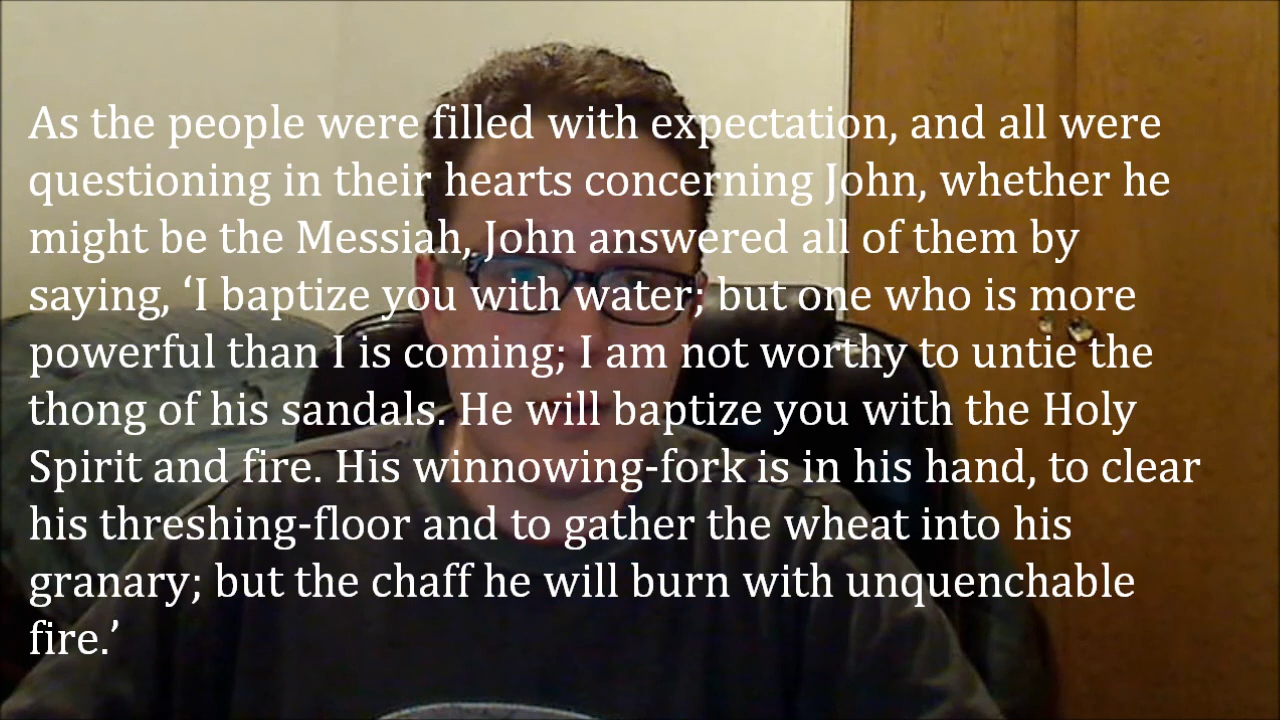 As the people were filled with expectation, and all were
questioning in their hearts concerning John, whether he
might be the Messiah, John answered all of them by
saying, ‘I baptize you with water; but one who is more
powerful than I is coming; I am not worthy to untie the
thong of his sandals. He will baptize you with the Holy
Spirit and fire. His winnowing-fork is in his hand, to clear
his threshing-floor and to gather the wheat into his
granary; but the chaff he will burn with unquenchable
fire.’